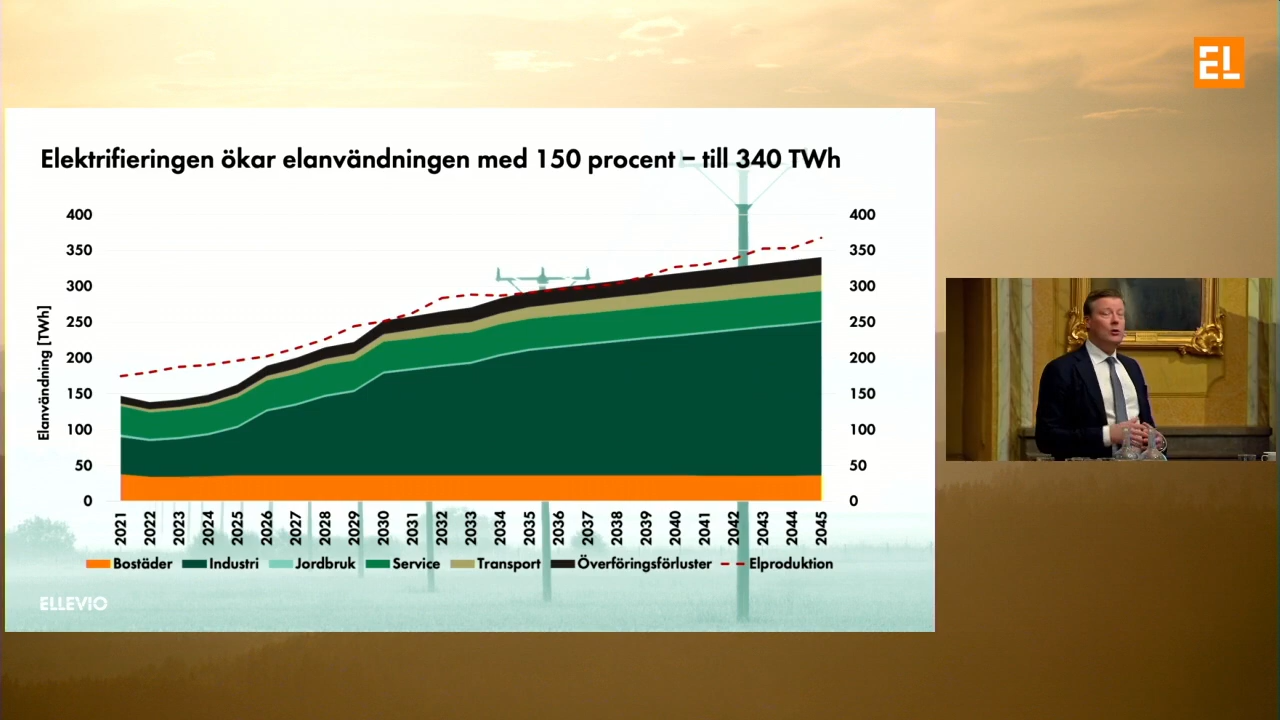 EL
Elektrifieringen ökar elanvändningen med 150 procent – till 340 TWh
400 400
350 350
300 300
250 250
200 200
150 150
100 100
50 50
0 0
Elanvändning [TWh]
2021 2022 2023 2024 2025 2026 2027 2028 2029 2030 2031 2032 2033 2034 2035 2036 2037 2038 2039 2040 2041 2042 2043 2044 2045
Bostäder Industri Jordbruk Service Transport Överföringsförluster Elproduktion
ELLEVIO